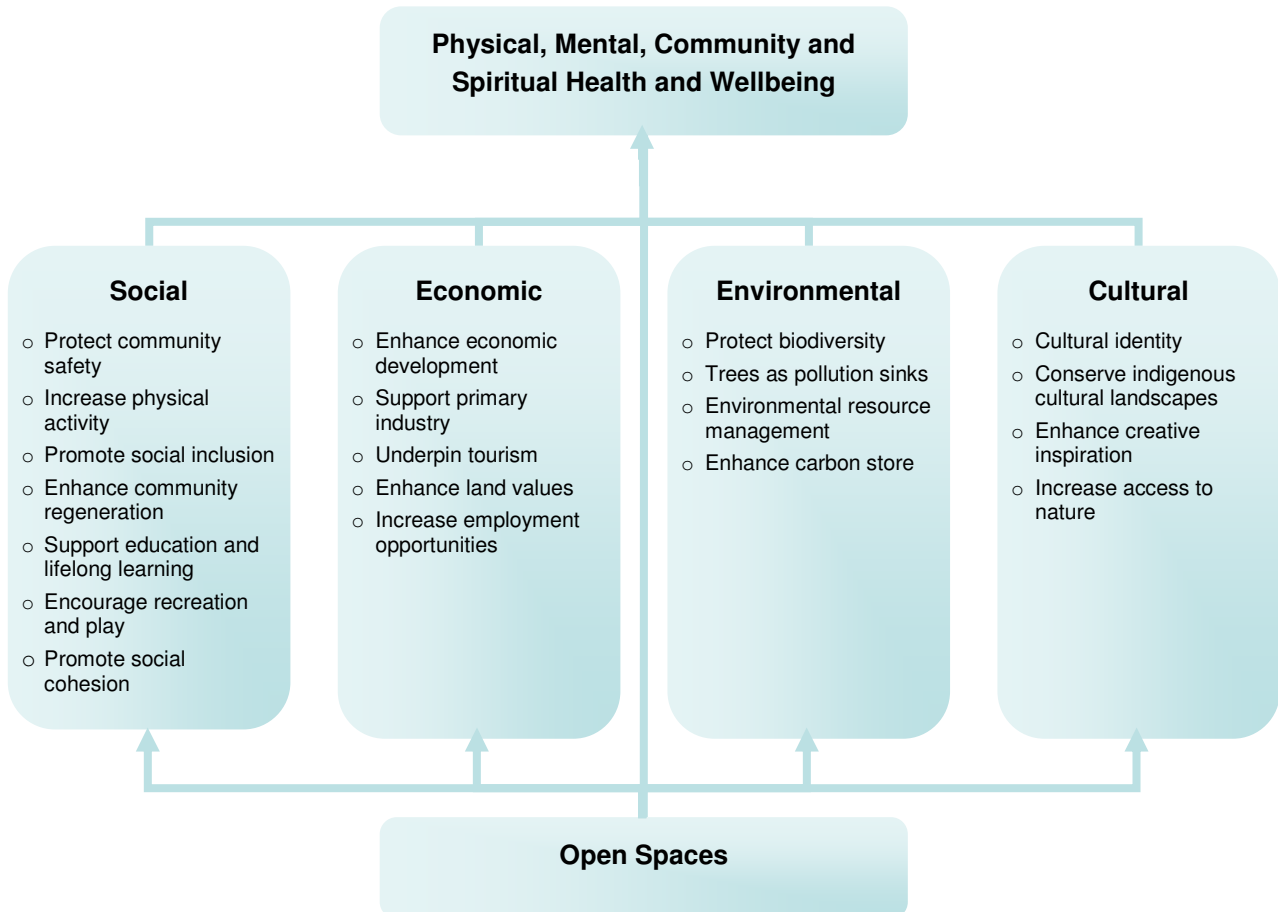 Physical, Mental, Community and
Spiritual Health and Wellbeing
Social
o Protect community
safety
o Increase physical
activity
o Promote social inclusion
o Enhance community
regeneration
o Support education and
lifelong learning
o Encourage recreation
and play
o Promote social
cohesion
Economic
o Enhance economic
development
o Support primary
industry
o Underpin tourism
o Enhance land values
o Increase employment
opportunities
Environmental
o Protect biodiversity
o Trees as pollution sinks
o Environmental resource
management
o Enhance carbon store
Cultural
o Cultural identity
o Conserve indigenous
cultural landscapes
o Enhance creative
inspiration
o Increase access to
nature
Open Spaces